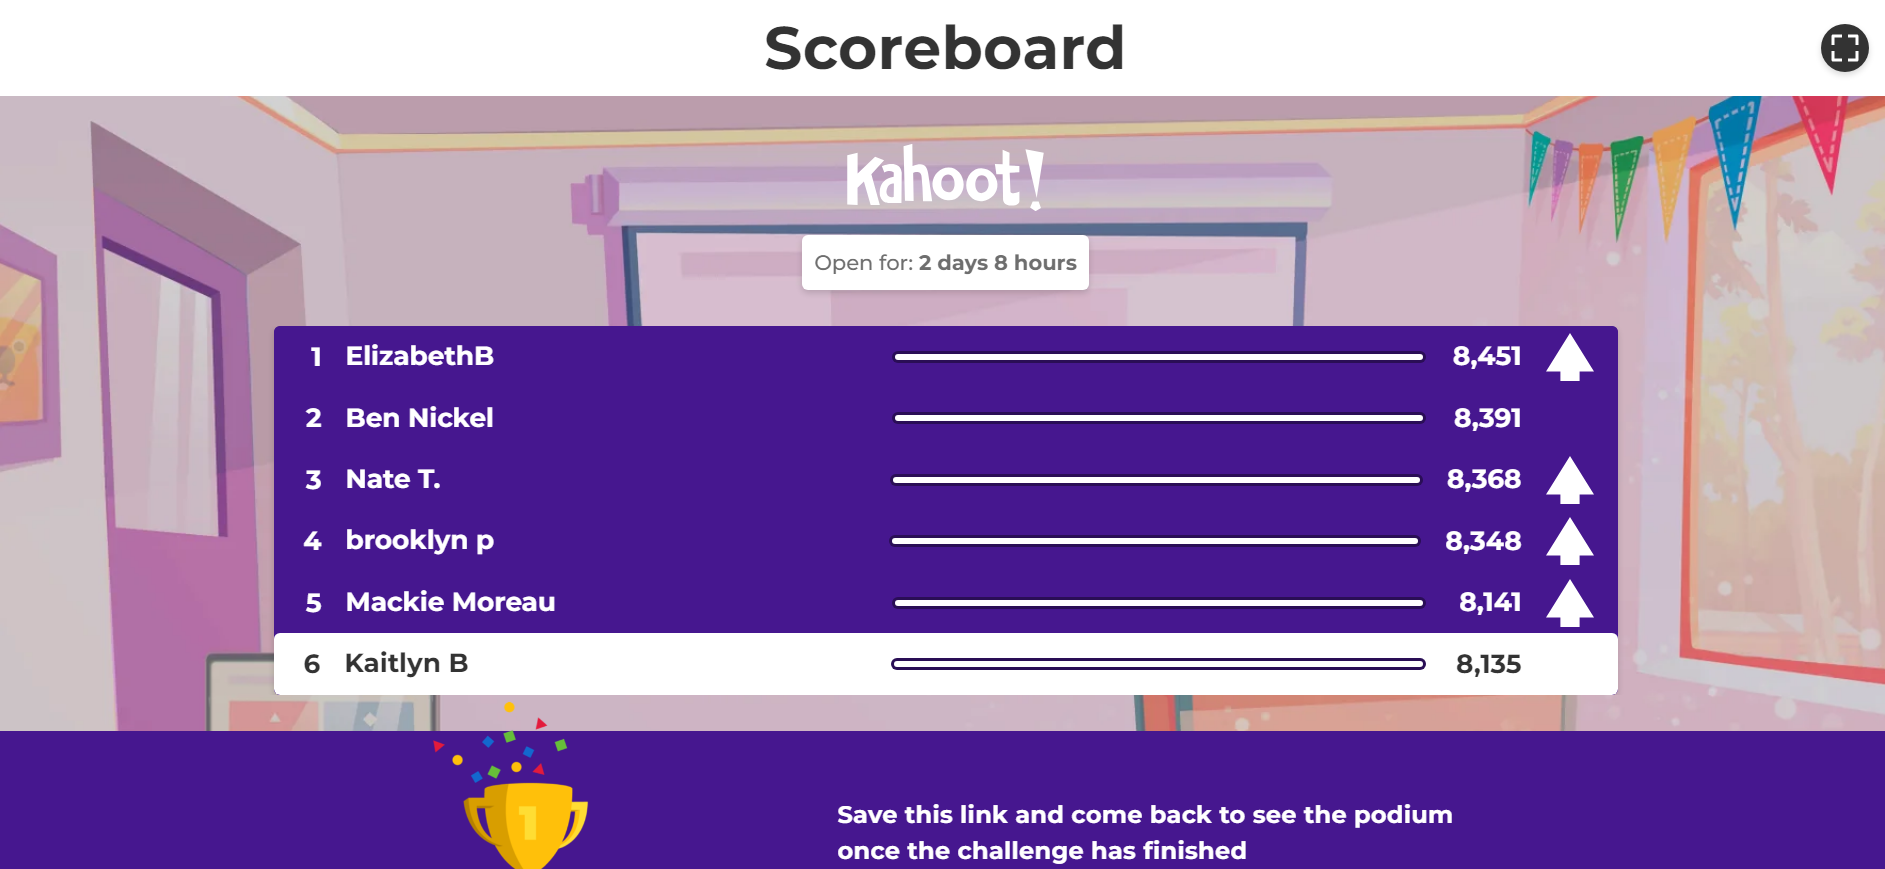 Scoreboard
Kahoot!
Open for: 2 days 8 hours
1 ElizabethB 8,451
2 Ben Nickel 8,391
3 Nate T. 8,368
4 brooklyn p 8,348
5 Mackie Moreau 8,141
6 Kaitlyn B 8,135
1
Save this link and come back to see the podium
once the challenge has finished